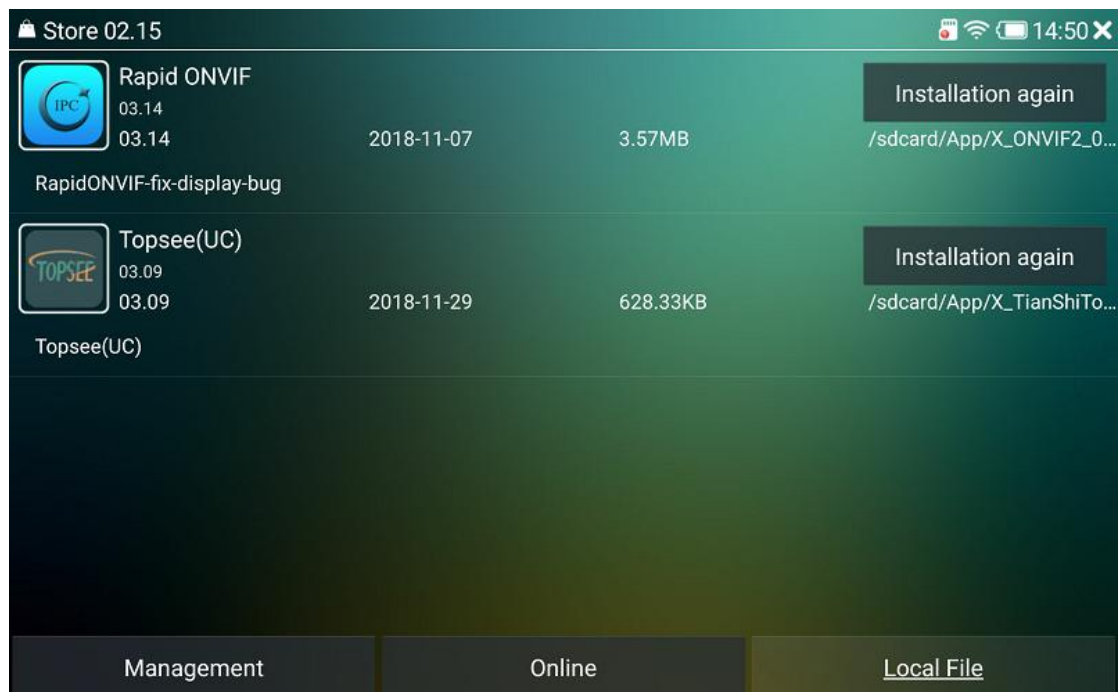 Store 02.15
14:50
Rapid ONVIF
IPC
03.14
Installation again
03.14 2018-11-07 3.57MB /sdcard/App/X_ONVIF2_0...
RapidONVIF-fix-display-bug
Topsee(UC)
TOPSEE
03.09
Installation again
03.09 2018-11-29 628.33KB /sdcard/App/X_TianShiTo...
Topsee(UC)
Management Online Local File